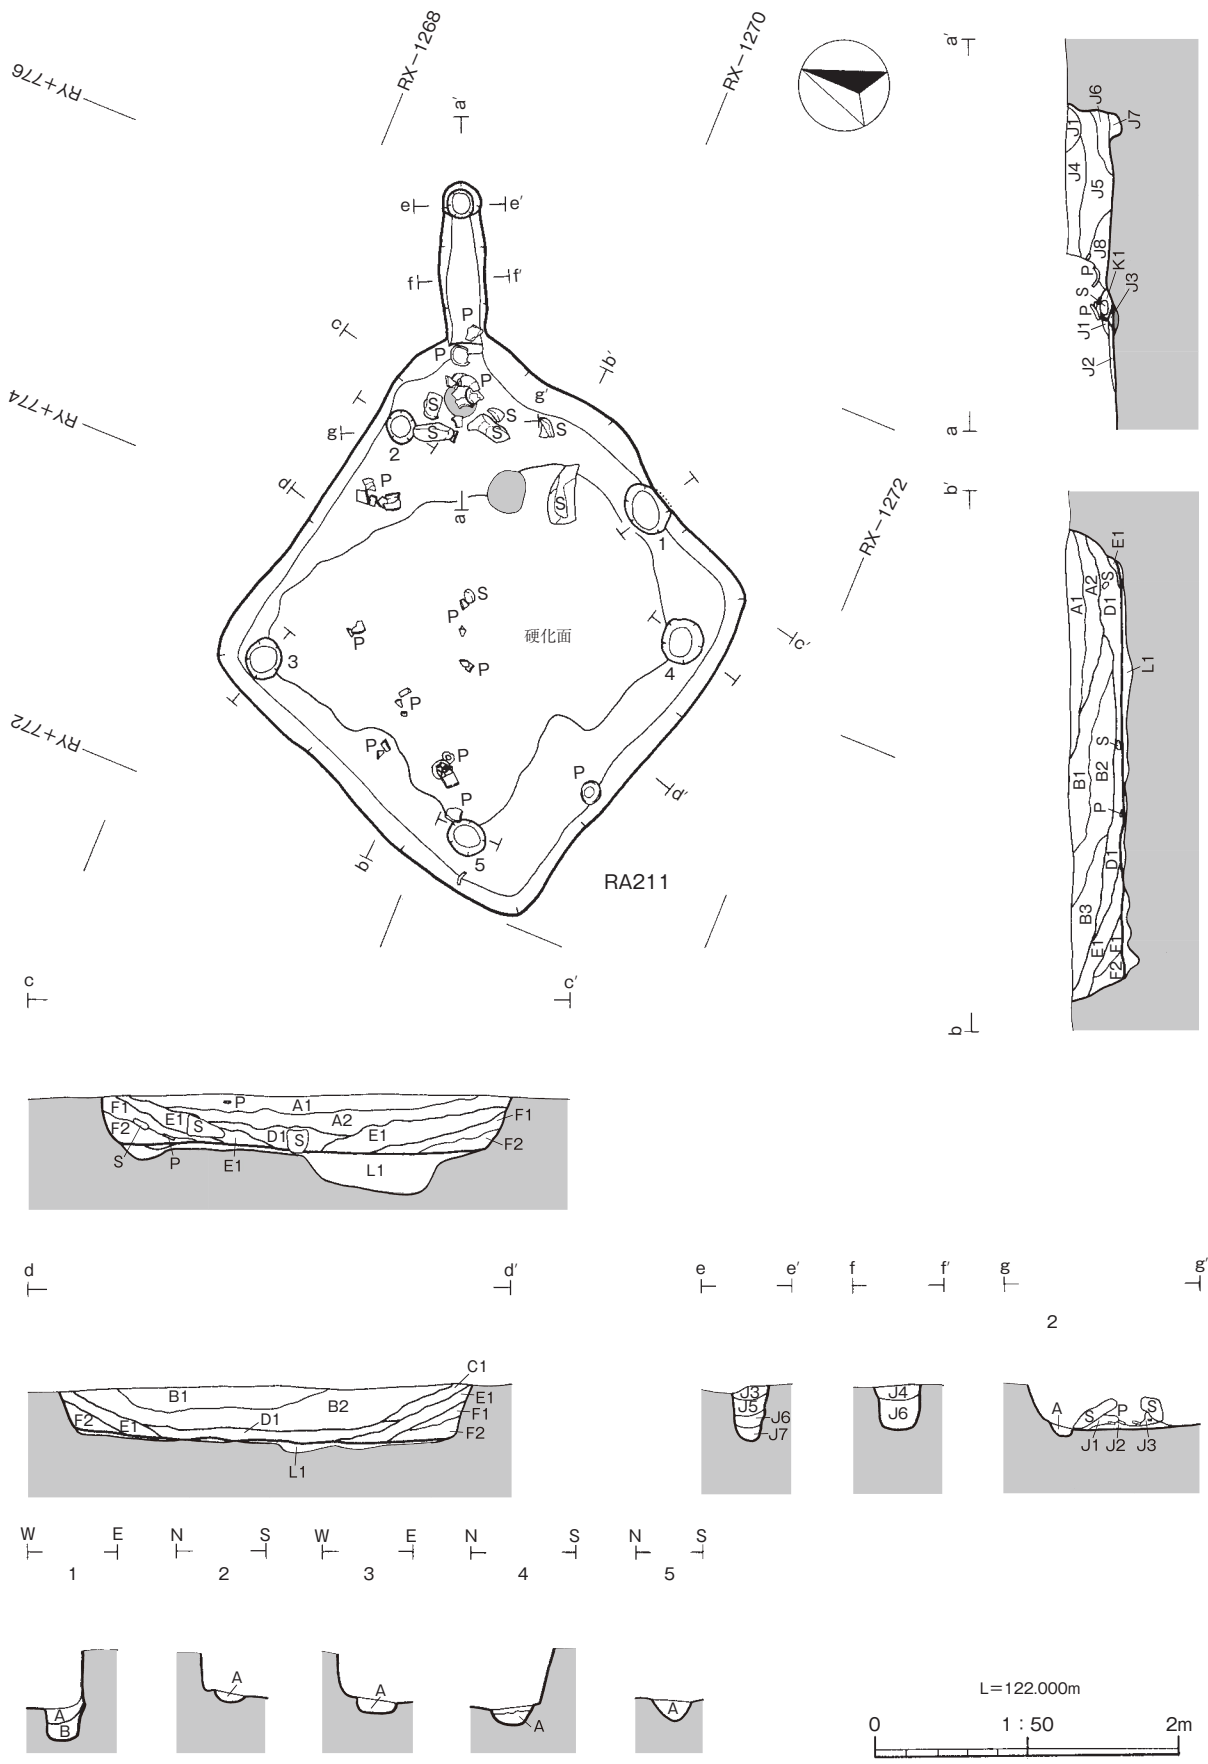 RX－1268
RX－1270
RY＋776
a′
e
e′
f
f′
P
c
P
b′
P
g′
RY＋774
S
S
g
S
S
S
2
P
d
S
a
RX－1272
1
S
P
硬化面
P
3
P
4
c′
P
RY＋772
P
P
P
d′
P
b
5
RA211
a′
J6
J1
J7
J4
J5
J8
P
K1
S
J3
P
J1
J2
a
b′
E1
S
A2
A1
D1
L1
S
B1
B2
P
D1
B3
E1
E1
F2
b
c
c′
F1
P
A1
F1
E1
S
A2
F2
D1
S
E1
F2
S
P
E1
L1
d
d′
C1
B1
B2
E1
F1
F2
E1
D1
F2
L1
e
e′
f
f′
g
g′
2
J3
J5
J6
J7
J4
J6
A
S
P
S
J1
J2
J3
W
E
N
S
W
E
N
S
N
S
1
2
3
4
5
A
B
A
A
A
A
L＝122.000m
0
1：50
2m